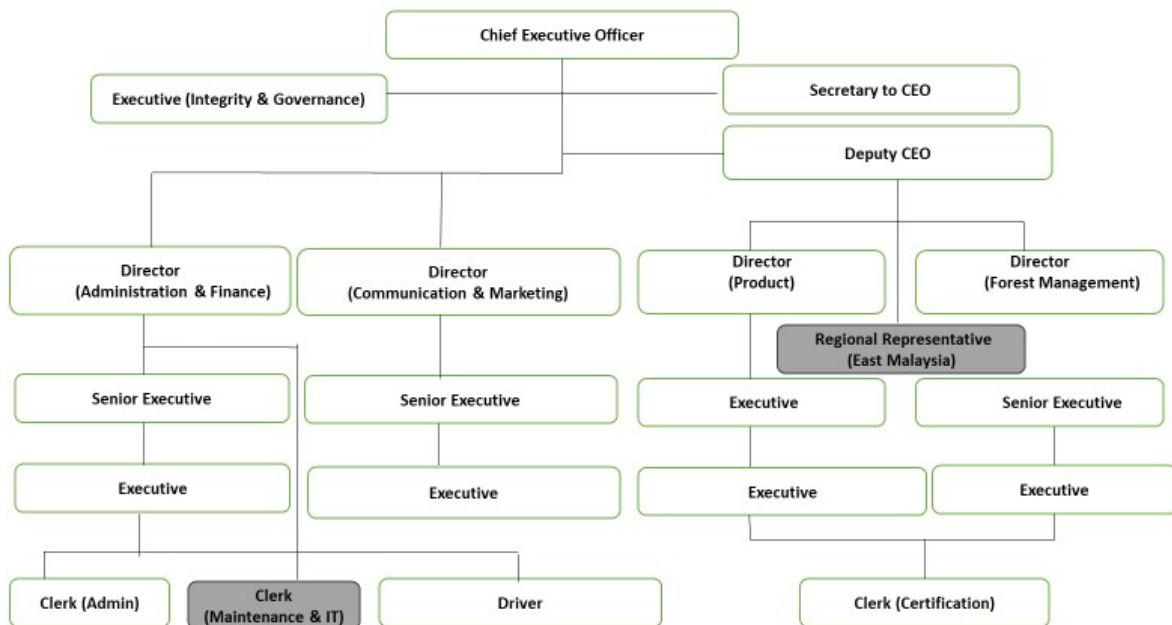 Chief Executive Officer
Executive (Integrity & Governance)
Secretary to CEO
Deputy CEO
Director
(Administration & Finance)
Director
(Communication & Marketing)
Director
(Product)
Director
(Forest Management)
Regional Representative
(East Malaysia)
Senior Executive
Senior Executive
Executive
Senior Executive
Executive
Executive
Executive
Executive
Clerk (Admin)
Clerk
(Maintenance & IT)
Driver
Clerk (Certification)